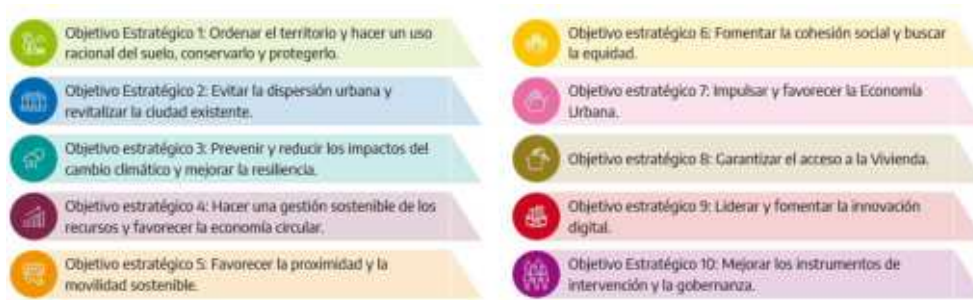 Objetivo Estratégico 1: Ordenar el territorio y hacer un uso
racional del suelo, conservarlo y protegerlo.
Objetivo Estratégico 2: Evitar la dispersión urbana y
revitalizar la ciudad existente.
Objetivo estratégico 3: Prevenir y reducir los impactos del
cambio climático y mejorar la resiliencia.
Objetivo estratégico 4: Hacer una gestión sostenible de los
recursos y favorecer la economía circular.
Objetivo estratégico 5: Favorecer la proximidad y la
movilidad sostenible.
Objetivo estratégico 6: Fomentar la cohesión social y buscar
la equidad.
Objetivo estratégico 7: Impulsar y favorecer la Economía
Urbana.
Objetivo estratégico 8: Garantizar el acceso a la Vivienda.
Objetivo estratégico 9: Liderar y fomentar la innovación
digital.
Objetivo Estratégico 10: Mejorar los instrumentos de
intervención y la gobernanza.